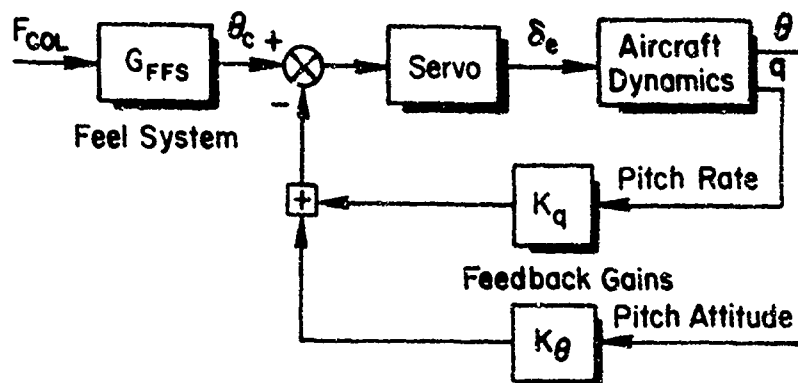 F_COL
G_FFS
θ_c
+
−
Servo
δ_e
Aircraft
Dynamics
θ
q
Feel System
+
K_q
Pitch Rate
Feedback Gains
K_θ
Pitch Attitude